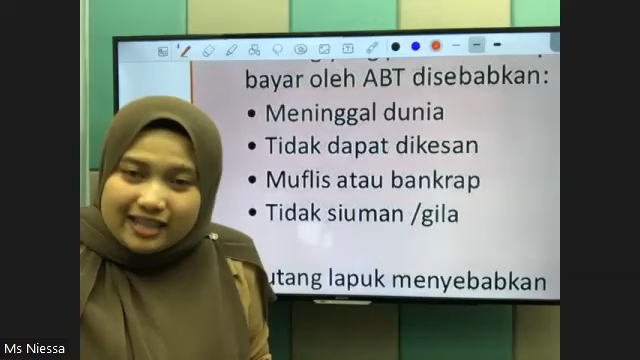 bayar oleh ABT disebabkan:
• Meninggal dunia
• Tidak dapat dikesan
• Muflis atau bankrap
• Tidak siuman /gila
utang lapuk menyebabkan
Ms Niessa